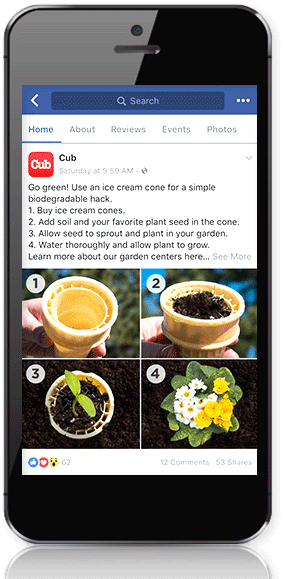 Search
Home About Reviews Events Photos
Cub
Cub
Saturday at 9:59 AM
Go green! Use an ice cream cone for a simple
biodegradable hack.
1. Buy ice cream cones.
2. Add soil and your favorite plant seed in the cone.
3. Allow seed to sprout and plant in your garden.
4. Water thoroughly and allow plant to grow.
Learn more about our garden centers here... See More
1
2
3
4
62 12 Comments 53 Shares